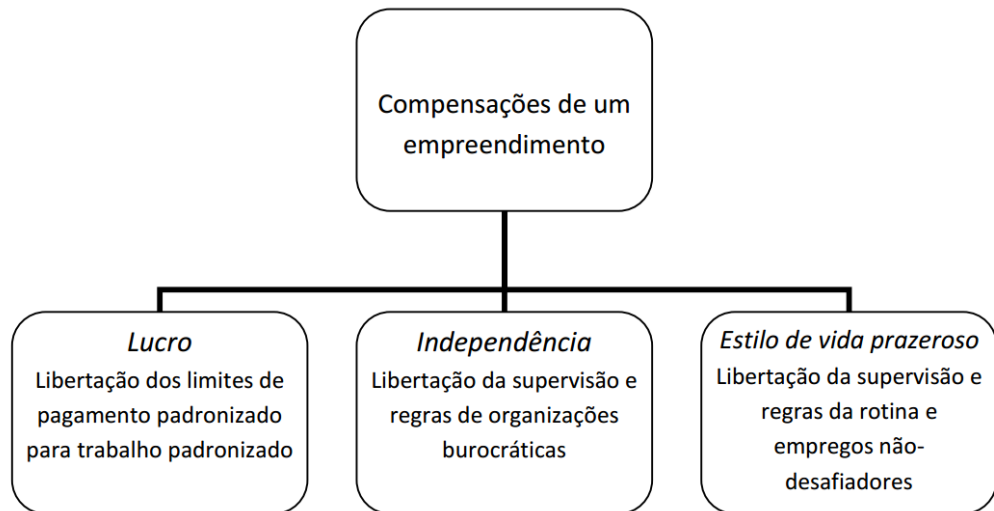 Compensações de um
empreendimento
Lucro
Libertação dos limites de
pagamento padronizado
para trabalho padronizado
Independência
Libertação da supervisão e
regras de organizações
burocráticas
Estilo de vida prazeroso
Libertação da supervisão e
regras da rotina e
empregos não-
desafiadores